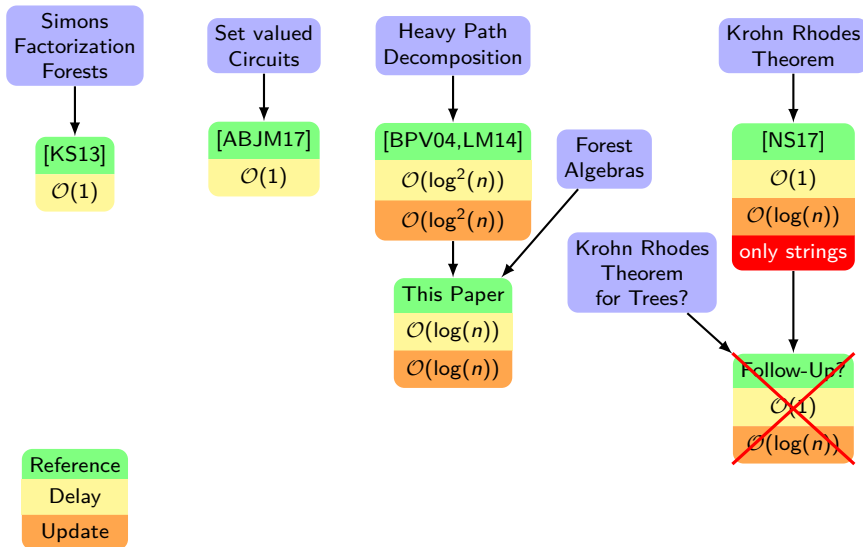 Simons
Factorization
Forests
[KS13]
O(1)
Set valued
Circuits
[ABJM17]
O(1)
Heavy Path
Decomposition
[BPV04,LM14]
O(log²(n))
O(log²(n))
Forest
Algebras
This Paper
O(log(n))
O(log(n))
Krohn Rhodes
Theorem
[NS17]
O(1)
O(log(n))
only strings
Krohn Rhodes
Theorem
for Trees?
Follow-Up?
O(1)
O(log(n))
Reference
Delay
Update